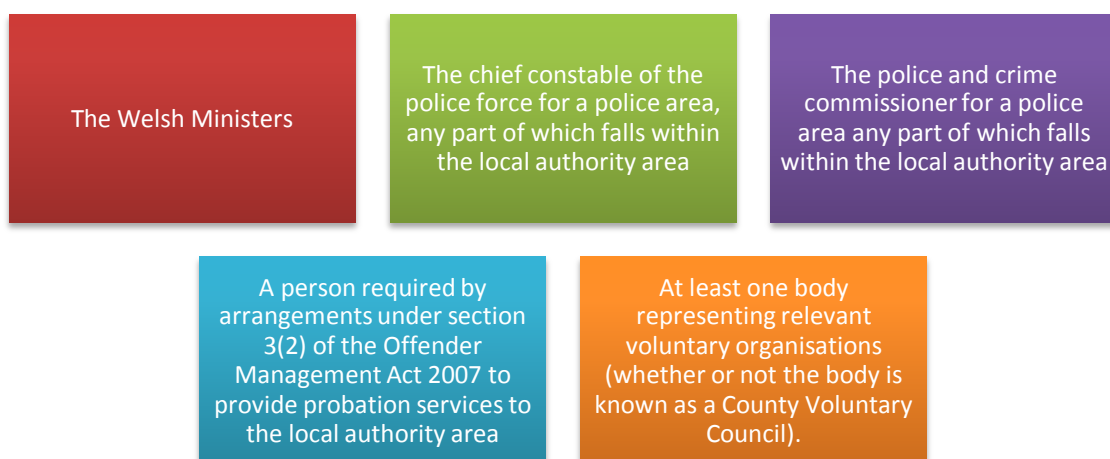 The Welsh Ministers
The chief constable of the
police force for a police area,
any part of which falls within
the local authority area
The police and crime
commissioner for a police
area any part of which falls
within the local authority area
A person required by
arrangements under section
3(2) of the Offender
Management Act 2007 to
provide probation services to
the local authority area
At least one body
representing relevant
voluntary organisations
(whether or not the body is
known as a County Voluntary
Council).